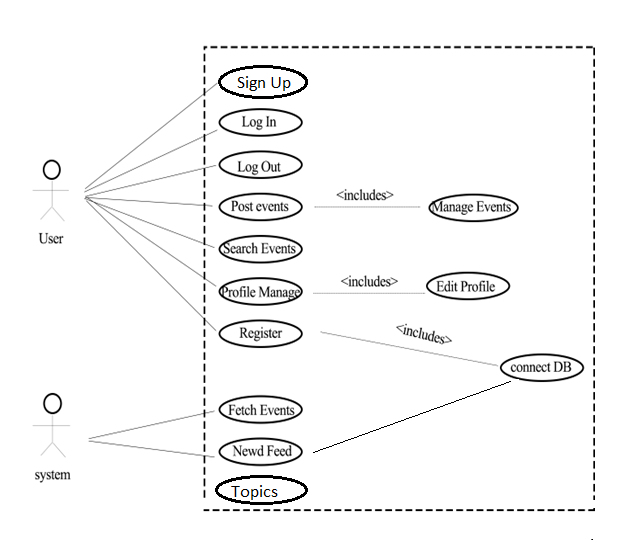 Sign Up
Log In
Log Out
Post events
<includes>
Manage Events
User
Search Events
Profile Manage
<includes>
Edit Profile
Register
<includes>
connect DB
Fetch Events
Newd Feed
system
Topics